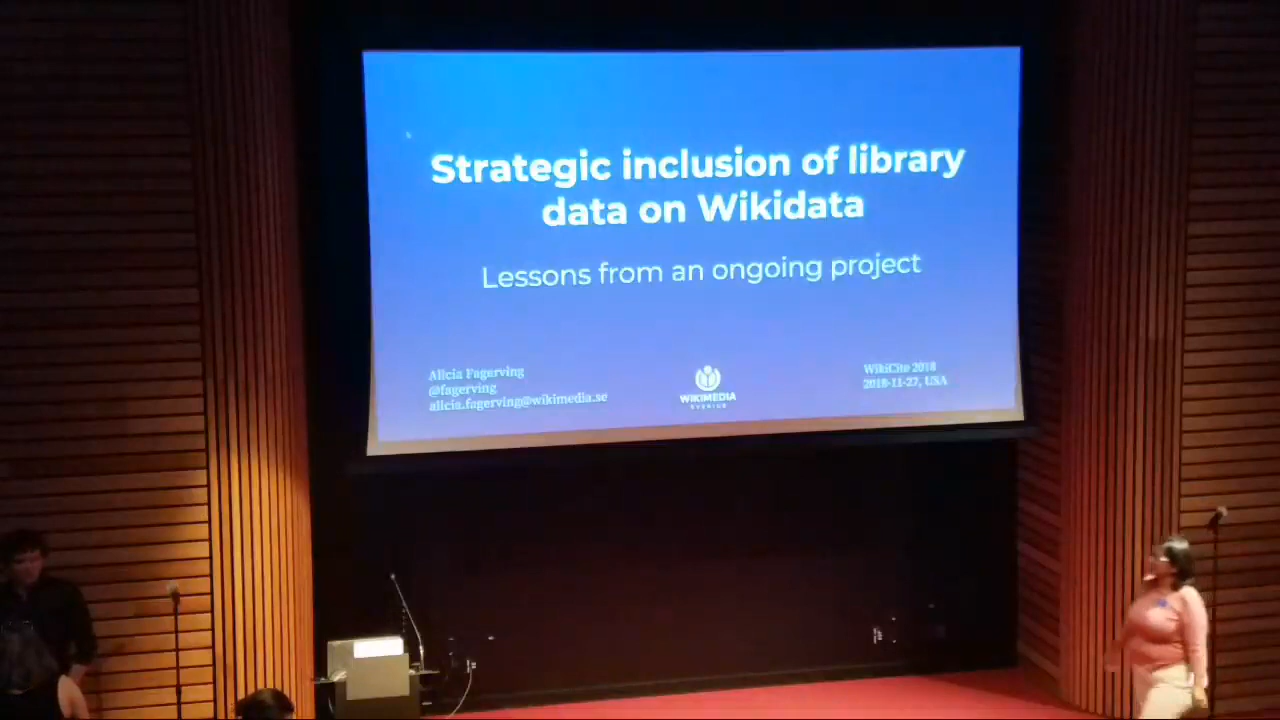 Strategic inclusion of library
data on Wikidata
Lessons from an ongoing project
Alicia Fagerving
@fagerving
alicia.fagerving@wikimedia.se
WIKIMEDIA
SVERIGE
WikiCite 2018
2018-11-27, USA